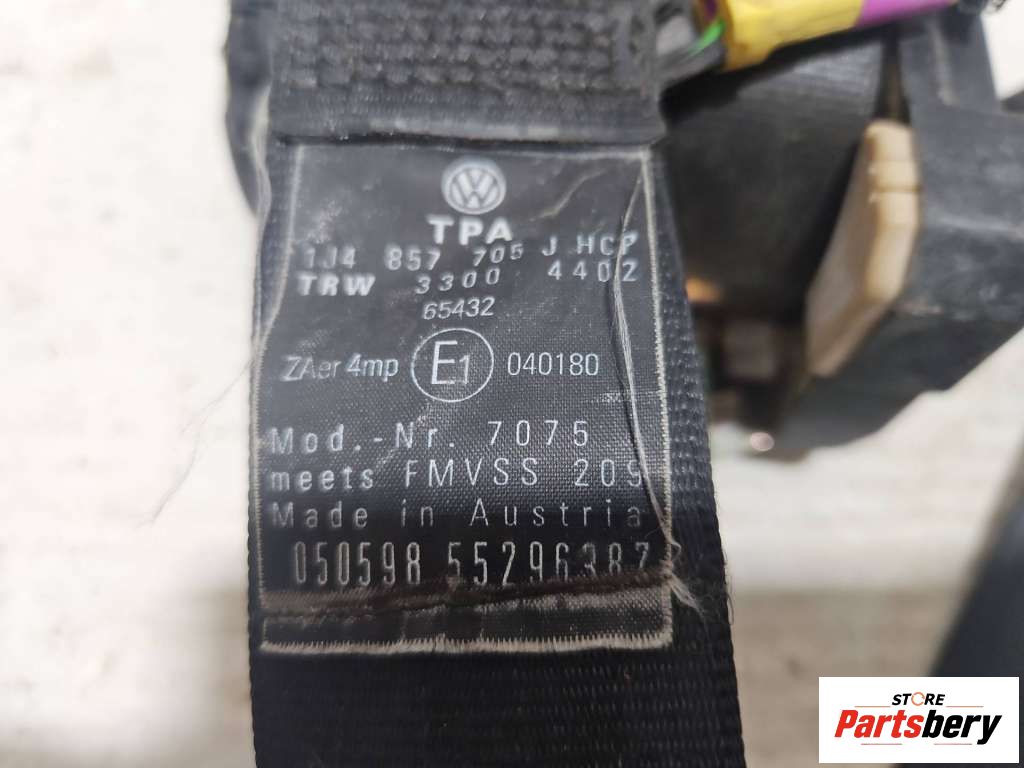 VW
TPA
1J4 857 705 J HCP
TRW 3300 4402
65432
ZAer 4mp E1 040180
Mod.-Nr. 7075
meets FMVSS 209
Made in Austria
050598 55296387
STORE
Partsbery